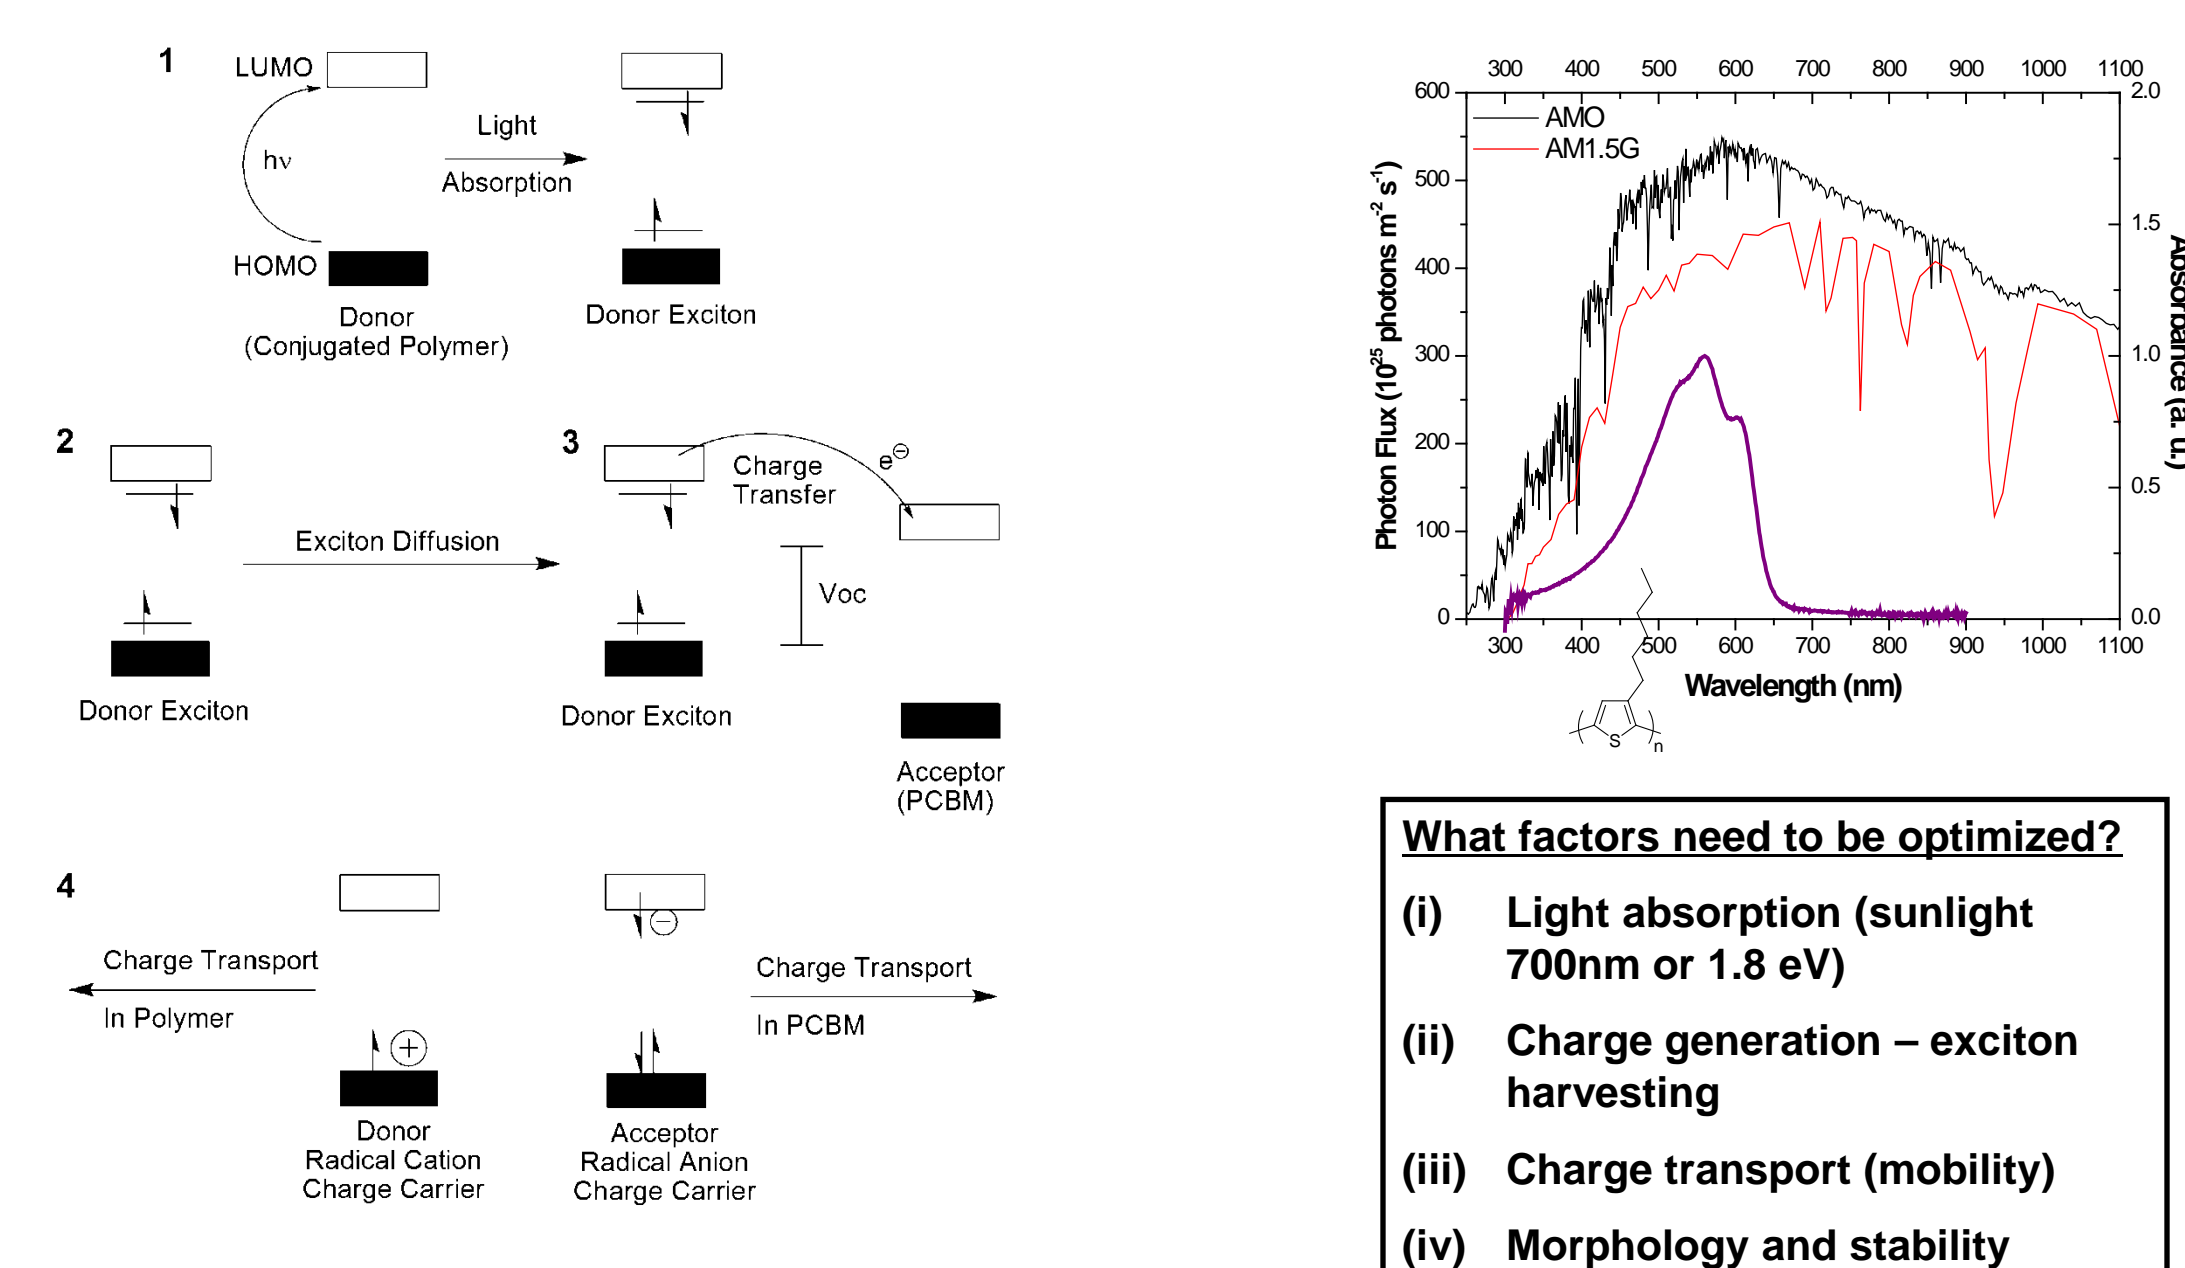 1
LUMO
hν
HOMO
Donor
(Conjugated Polymer)
Light
Absorption
Donor Exciton
2
Donor Exciton
Exciton Diffusion
3
Donor Exciton
Charge
Transfer
e⊖
Voc
Acceptor
(PCBM)
4
Charge Transport
In Polymer
+
Donor
Radical Cation
Charge Carrier
−
Acceptor
Radical Anion
Charge Carrier
Charge Transport
In PCBM
300 400 500 600 700 800 900 1000 1100
600
500
400
300
200
100
0
AMO
AM1.5G
2.0
1.5
1.0
0.5
0.0
Photon Flux (10²⁵ photons m⁻² s⁻¹)
Absorbance (a. u.)
300 400 500 600 700 800 900 1000 1100
Wavelength (nm)
S
n
What factors need to be optimized?
(i) Light absorption (sunlight
700nm or 1.8 eV)
(ii) Charge generation – exciton
harvesting
(iii) Charge transport (mobility)
(iv) Morphology and stability